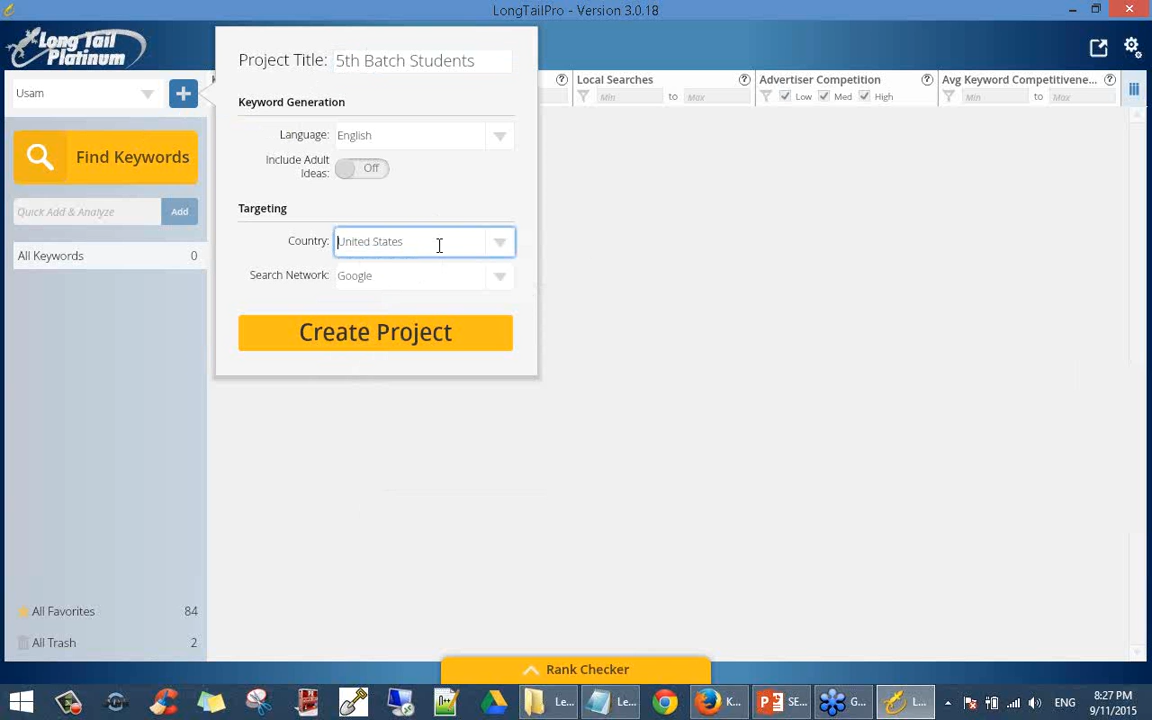 LongTailPro - Version 3.0.18
Long Tail
Platinum
Project Title: 5th Batch Students
Usam
Keyword Generation
Language: English
Include Adult
Ideas: Off
Targeting
Country: United States
Search Network: Google
Create Project
Local Searches
Min to Max
Advertiser Competition
Low Med High
Avg Keyword Competitivene...
Min to Max
Find Keywords
Quick Add & Analyze Add
All Keywords 0
All Favorites 84
All Trash 2
Rank Checker
Le...
Le...
K...
SE...
G...
L...
ENG
8:27 PM
9/11/2015